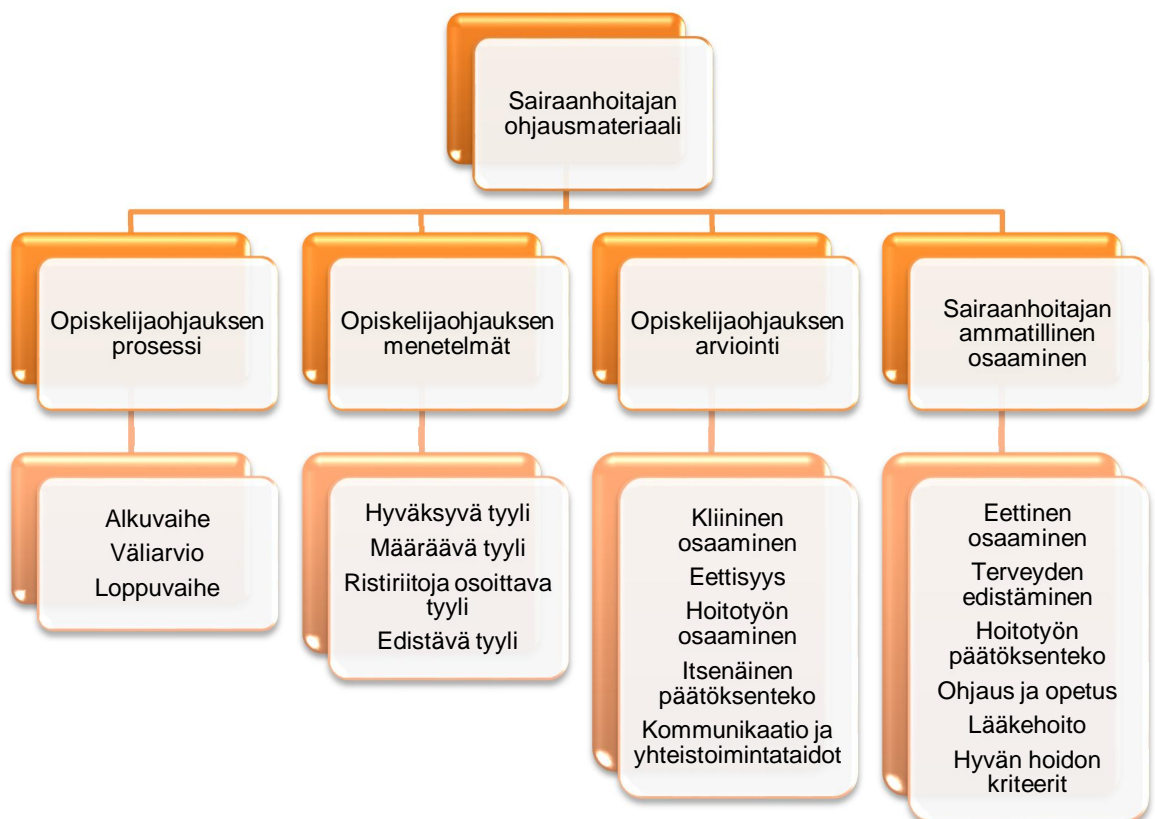 Sairaanhoitajan
ohjausmateriaali
Opiskelijaohjauksen
prosessi
Opiskelijaohjauksen
menetelmät
Opiskelijaohjauksen
arviointi
Sairaanhoitajan
ammatillinen
osaaminen
Alkuvaihe
Väliarvio
Loppuvaihe
Hyväksyvä tyyli
Määräävä tyyli
Ristiriitoja osoittava
tyyli
Edistävä tyyli
Kliininen
osaaminen
Eettisyys
Hoitotyön
osaaminen
Itsenäinen
päätöksenteko
Kommunikaatio ja
yhteistoimintataidot
Eettinen
osaaminen
Terveyden
edistäminen
Hoitotyön
päätöksenteko
Ohjaus ja opetus
Lääkehoito
Hyvän hoidon
kriteerit